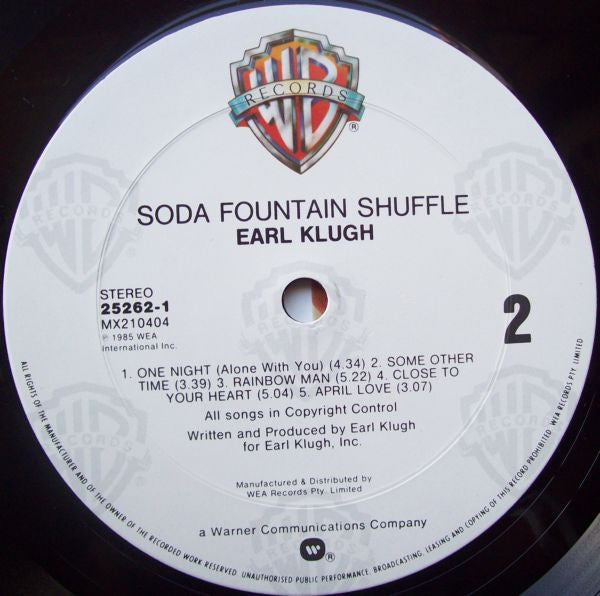 WB
RECORDS
®
SODA FOUNTAIN SHUFFLE
EARL KLUGH
STEREO
25262-1
MX210404
℗ 1985 WEA
International Inc.
2
1. ONE NIGHT (Alone With You) (4.34) 2. SOME OTHER
TIME (3.39) 3. RAINBOW MAN (5.22) 4. CLOSE TO
YOUR HEART (5.04) 5. APRIL LOVE (3.07)
All songs in Copyright Control
Written and Produced by Earl Klugh
for Earl Klugh, Inc.
Manufactured & Distributed by
WEA Records Pty. Limited
a Warner Communications Company
®
ALL RIGHTS OF THE MANUFACTURER AND OF THE OWNER OF THE RECORDED WORK RESERVED. UNAUTHORISED PUBLIC PERFORMANCE, BROADCASTING, LEASING AND COPYING OF THIS RECORD PROHIBITED. WEA RECORDS PTY. LIMITED.